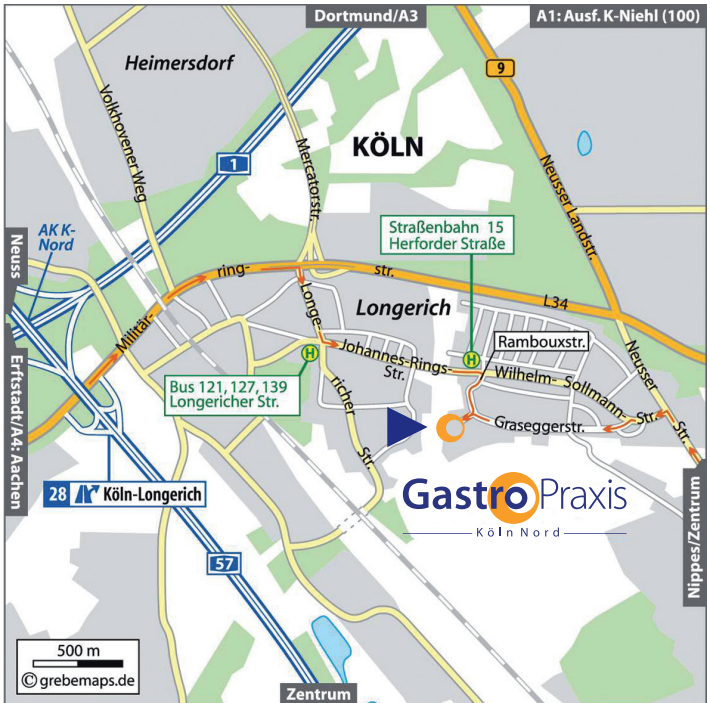 Dortmund/A3
A1: Ausf. K-Niehl (100)
Heimersdorf
9
Volkhovener Weg
Mercatorstr.
KÖLN
1
Neusser Landstr.
AK K-
Nord
Straßenbahn 15
Herforder Straße
Neuss
Militär-
ring-
str.
L34
Longerich
Longe-
richer
Str.
H
H
Rambouxstr.
Johannes-Rings-
Str.
Wilhelm-
Sollmann-
Str.
Neusser
Str.
Bus 121, 127, 139
Longericher Str.
Graseggerstr.
Erftstadt/A4: Aachen
28
Köln-Longerich
GastroPraxis
Köln Nord
57
Nippes/Zentrum
500 m
© grebemaps.de
Zentrum